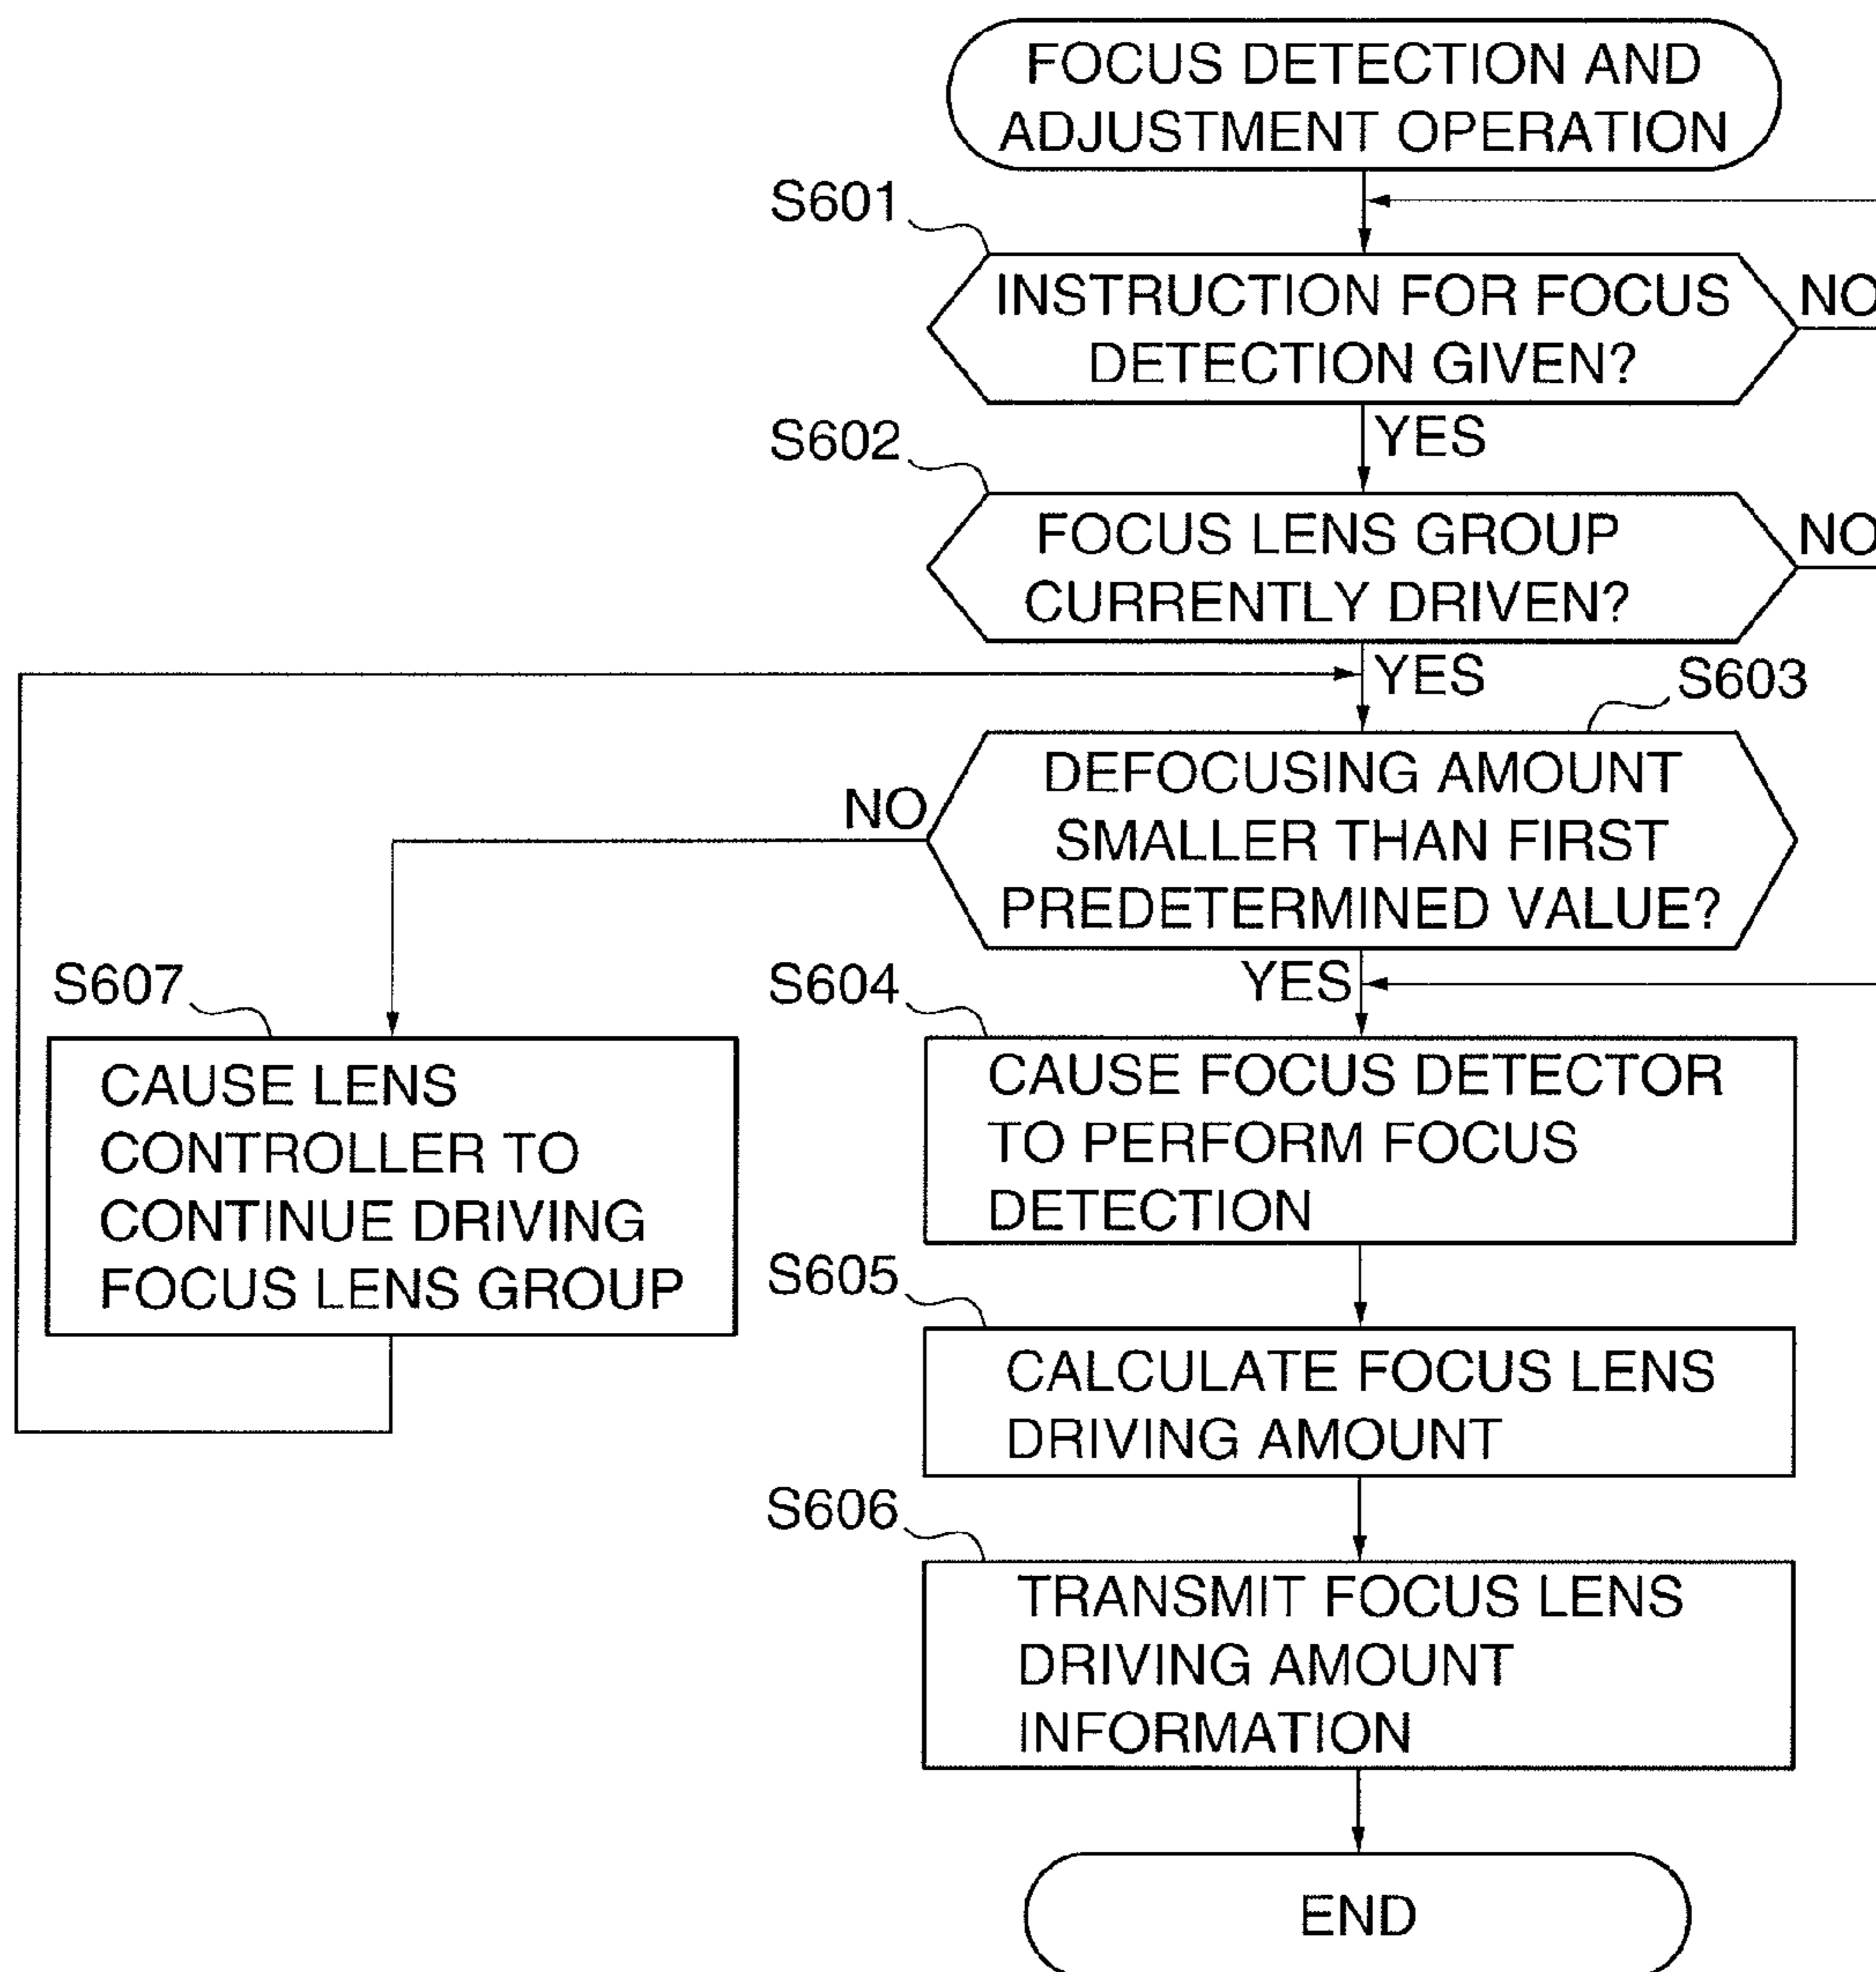 FOCUS DETECTION AND
ADJUSTMENT OPERATION
S601
INSTRUCTION FOR FOCUS
DETECTION GIVEN?
NO
YES
S602
FOCUS LENS GROUP
CURRENTLY DRIVEN?
NO
YES
S603
DEFOCUSING AMOUNT
SMALLER THAN FIRST
PREDETERMINED VALUE?
NO
YES
S607
CAUSE LENS
CONTROLLER TO
CONTINUE DRIVING
FOCUS LENS GROUP
S604
CAUSE FOCUS DETECTOR
TO PERFORM FOCUS
DETECTION
S605
CALCULATE FOCUS LENS
DRIVING AMOUNT
S606
TRANSMIT FOCUS LENS
DRIVING AMOUNT
INFORMATION
END